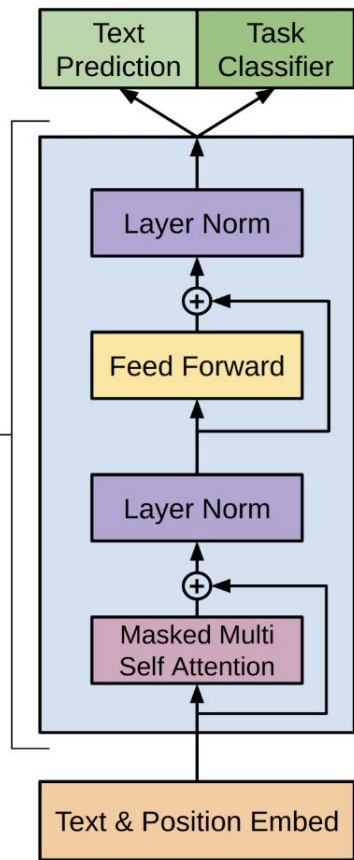 Text
Prediction
Task
Classifier
Layer Norm
+
Feed Forward
Layer Norm
+
Masked Multi
Self Attention
Text & Position Embed